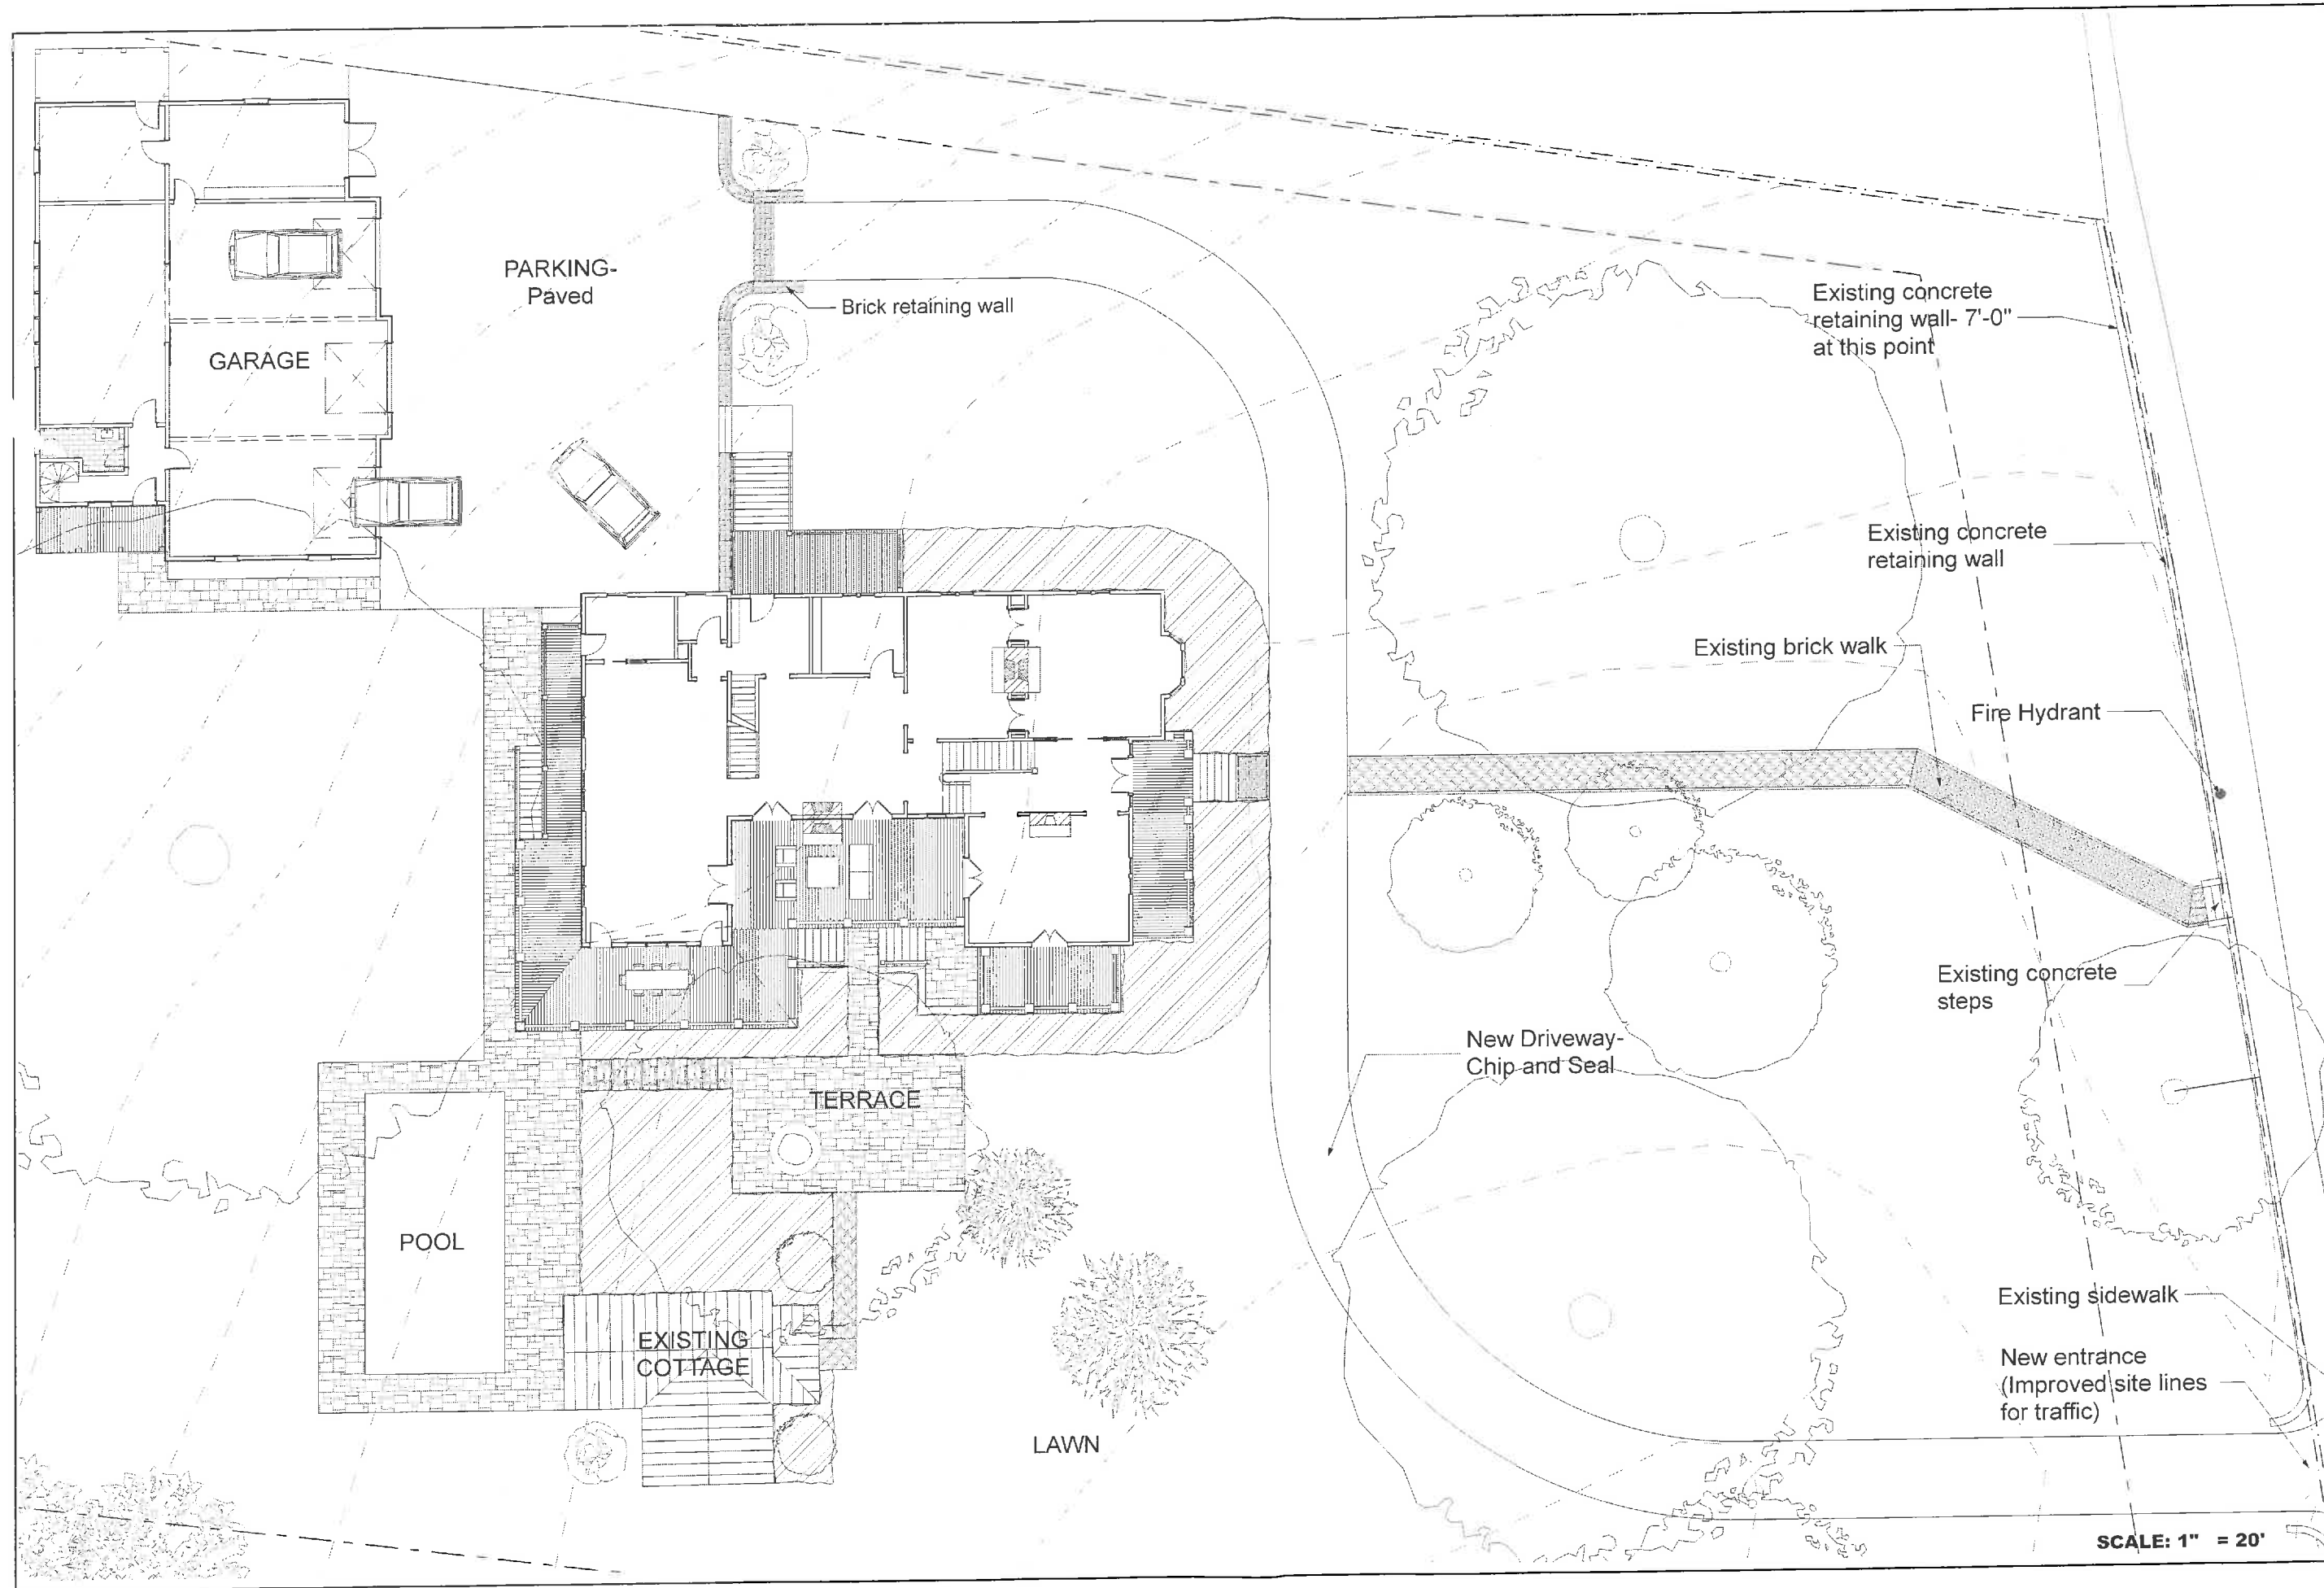 PARKING-
Paved
Brick retaining wall
GARAGE
Existing concrete
retaining wall- 7'-0"
at this point
Existing concrete
retaining wall
Existing brick walk
Fire Hydrant
Existing concrete
steps
New Driveway-
Chip and Seal
TERRACE
POOL
EXISTING
COTTAGE
LAWN
Existing sidewalk
New entrance
(Improved site lines
for traffic)
SCALE: 1" = 20'